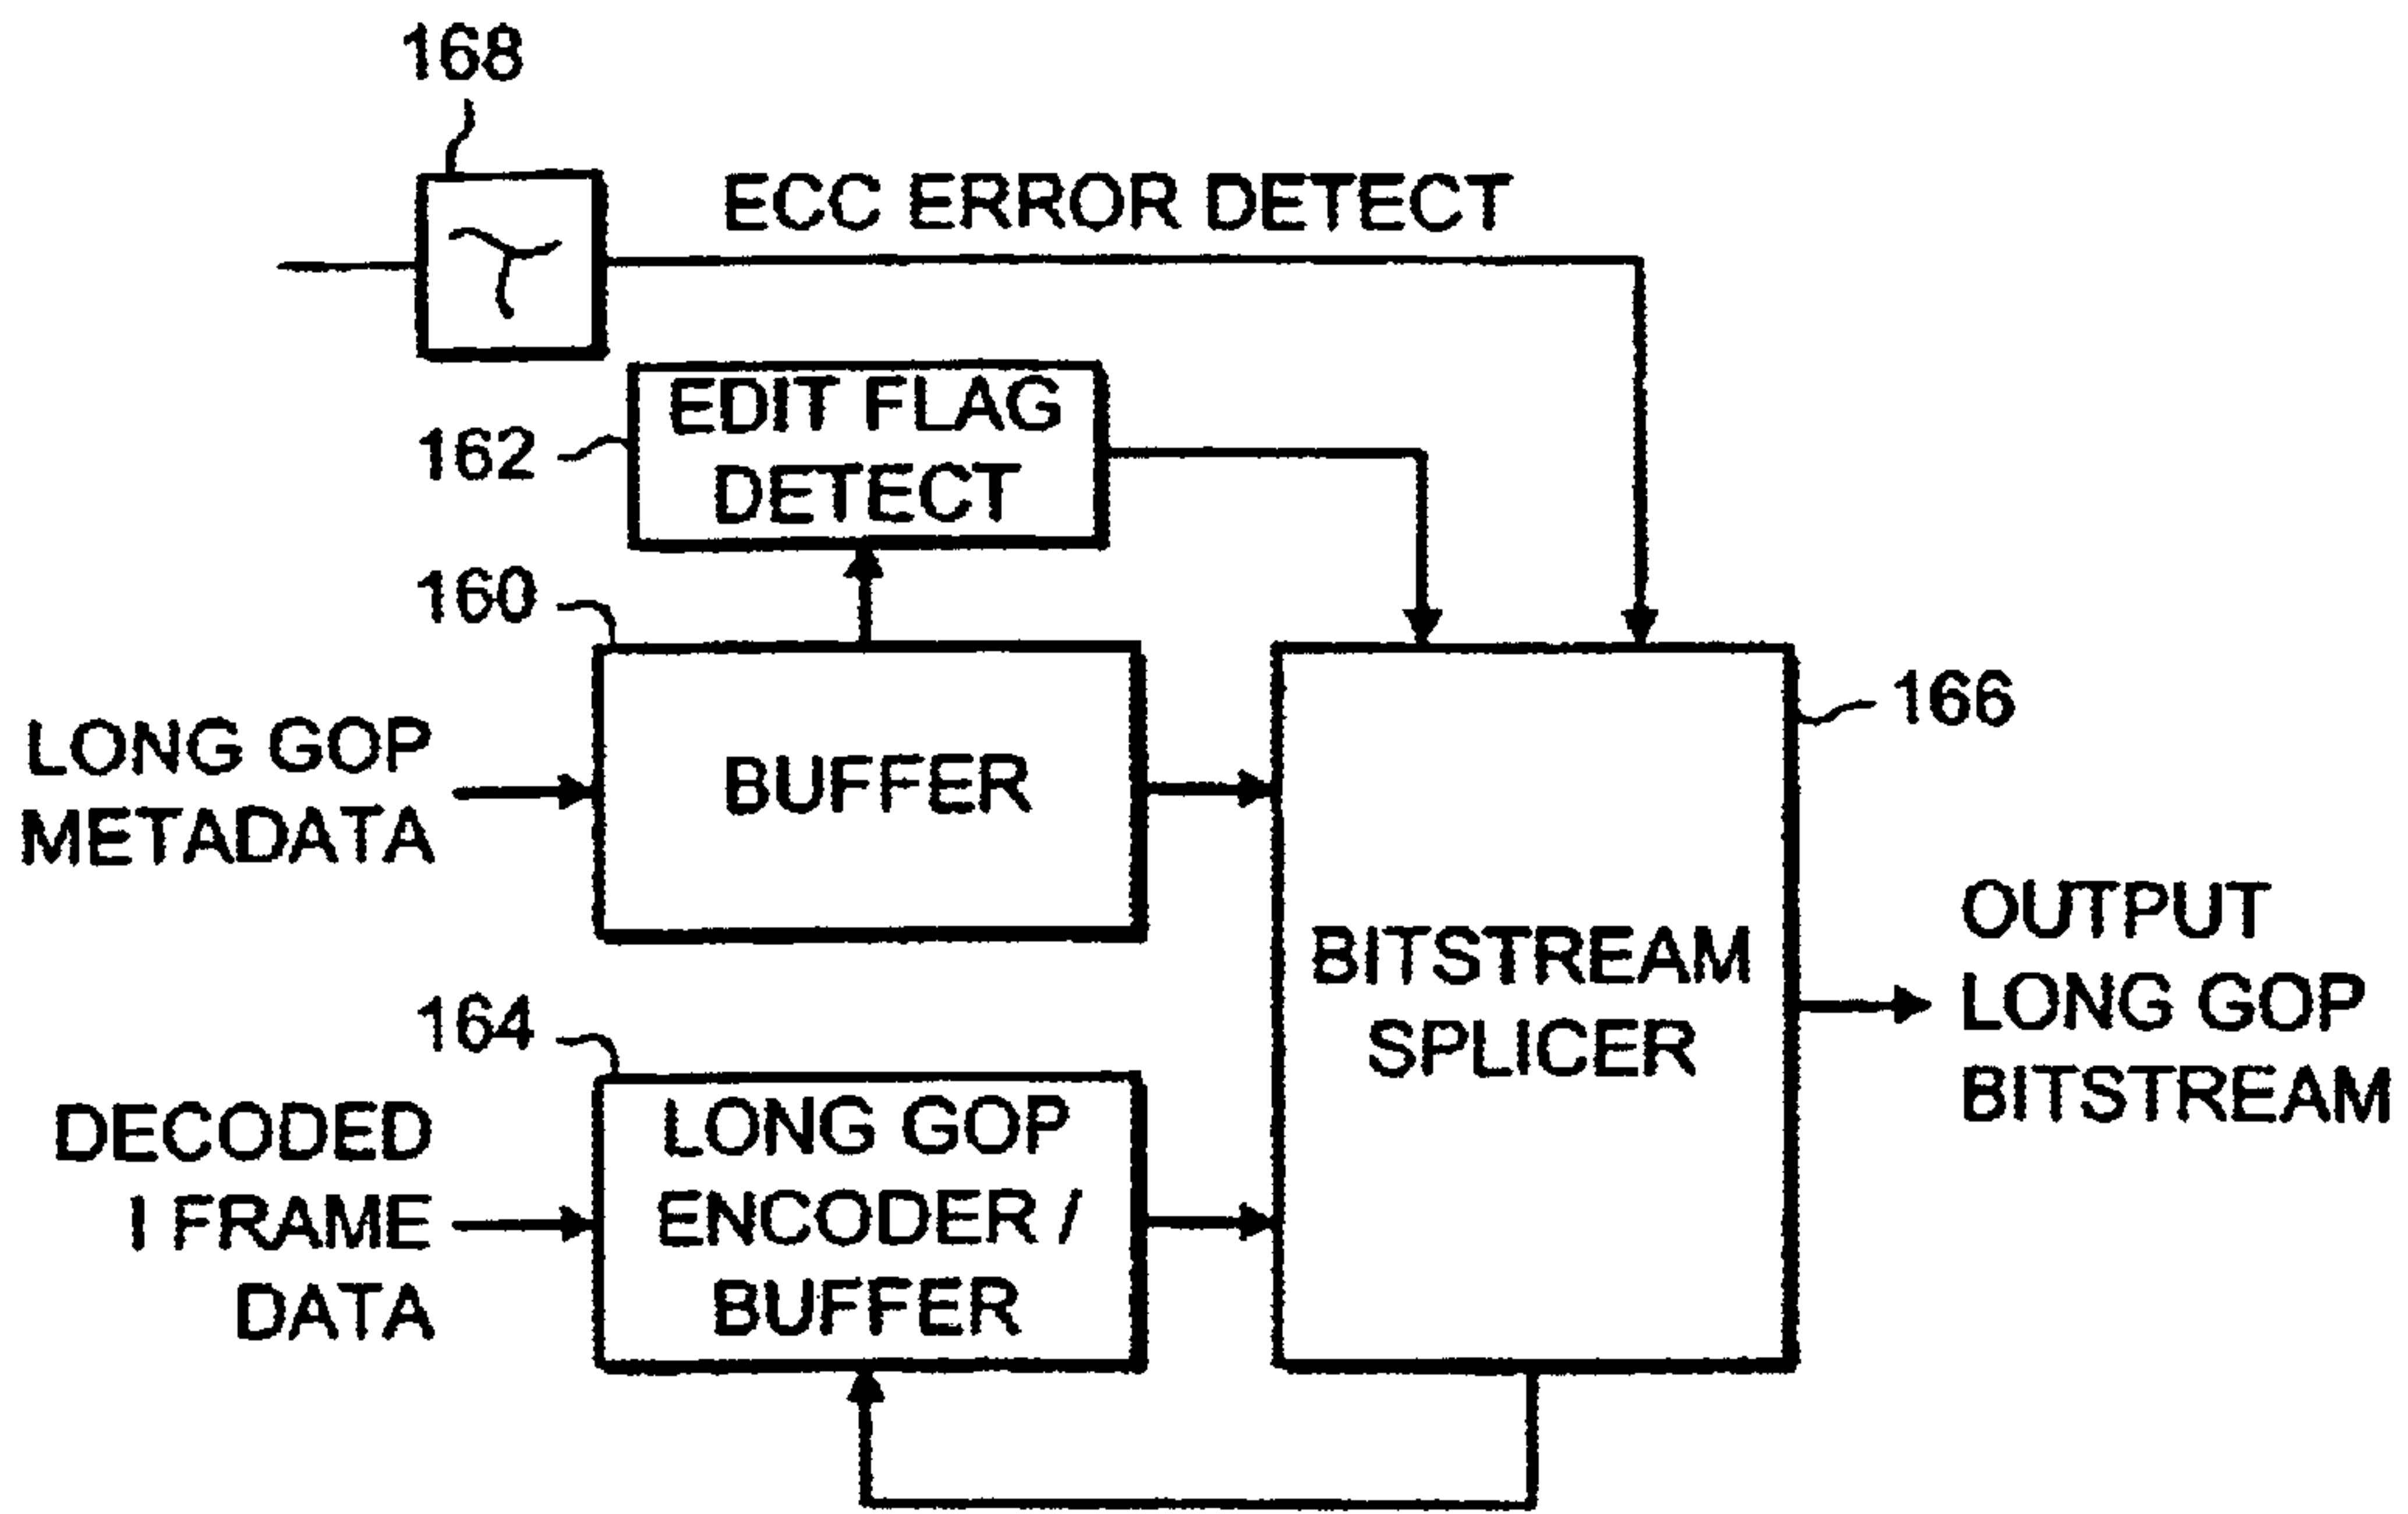 168
ECC ERROR DETECT
162
EDIT FLAG
DETECT
160
BUFFER
LONG GOP
METADATA
166
BITSTREAM
SPLICER
OUTPUT
LONG GOP
BITSTREAM
164
LONG GOP
ENCODER /
BUFFER
DECODED
I FRAME
DATA